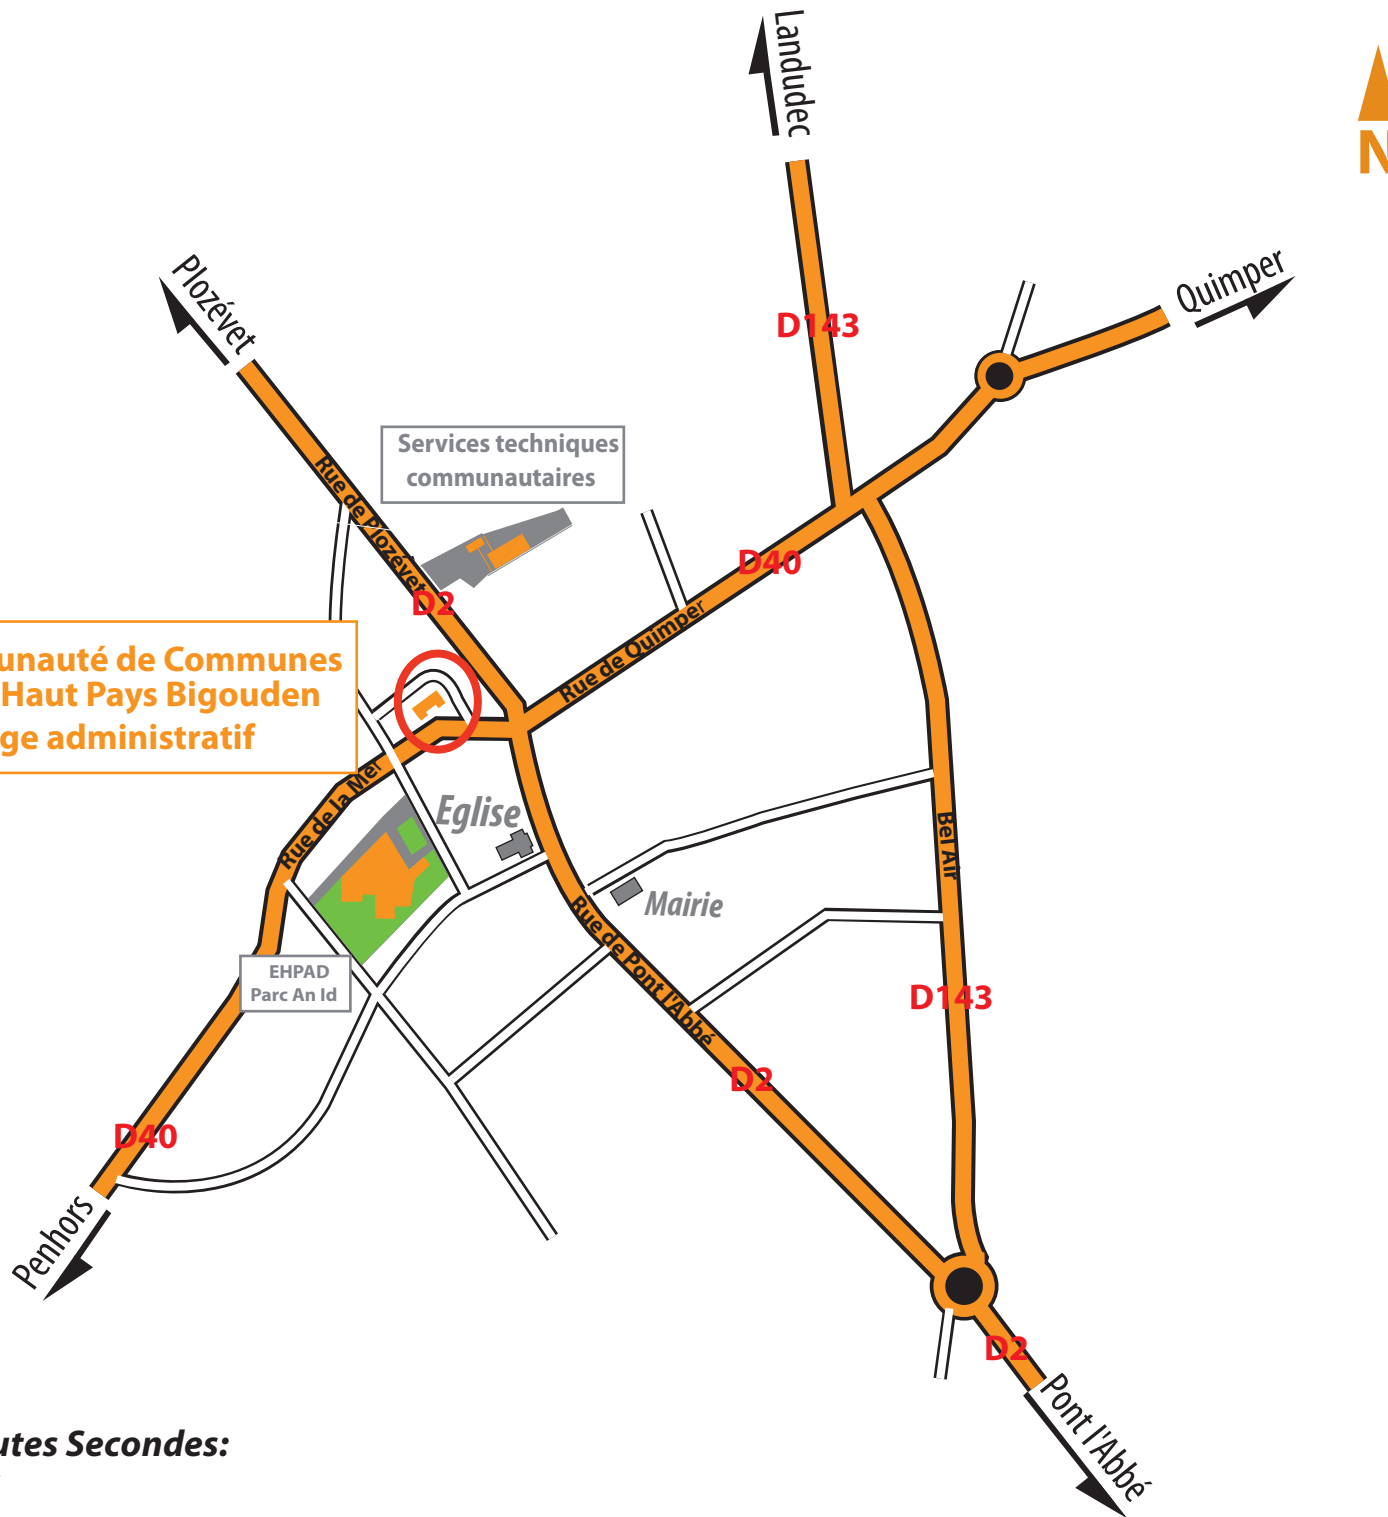 Landudec
N
Quimper
Plozévet
D143
Services techniques
communautaires
Rue de Plozévet
D40
D2
Rue de Quimper
unauté de Communes
Haut Pays Bigouden
ge administratif
Rue de la Mer
Eglise
Bel Air
Mairie
Rue de Pont l'Abbé
EHPAD
Parc An Id
D143
D2
D40
Penhors
D2
Pont l'Abbé
utes Secondes: